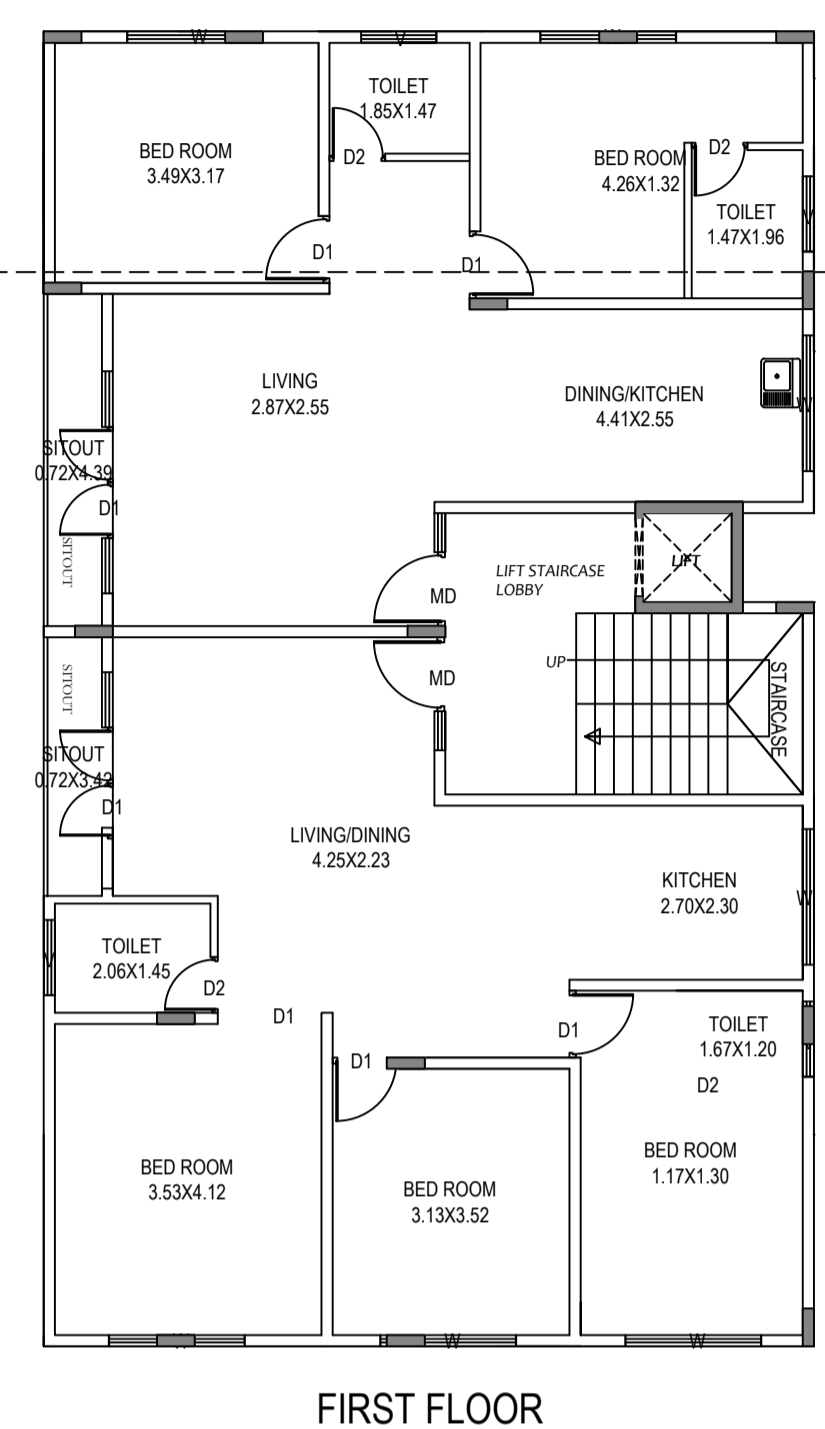 W
W
TOILET
1.85X1.47
D2
BED ROOM
3.49X3.17
BED ROOM
4.26X1.32
D2
TOILET
1.47X1.96
W
D1
D1
LIVING
2.87X2.55
DINING/KITCHEN
4.41X2.55
W
SITOUT
0.72X4.39
D1
SITOUT
LIFT
LIFT STAIRCASE
LOBBY
MD
UP
STAIRCASE
MD
SITOUT
SITOUT
0.72X3.42
D1
LIVING/DINING
4.25X2.23
KITCHEN
2.70X2.30
W
TOILET
2.06X1.45
W
D2
D1
D1
D1
TOILET
1.67X1.20
D2
BED ROOM
3.53X4.12
BED ROOM
3.13X3.52
BED ROOM
1.17X1.30
W
W
FIRST FLOOR